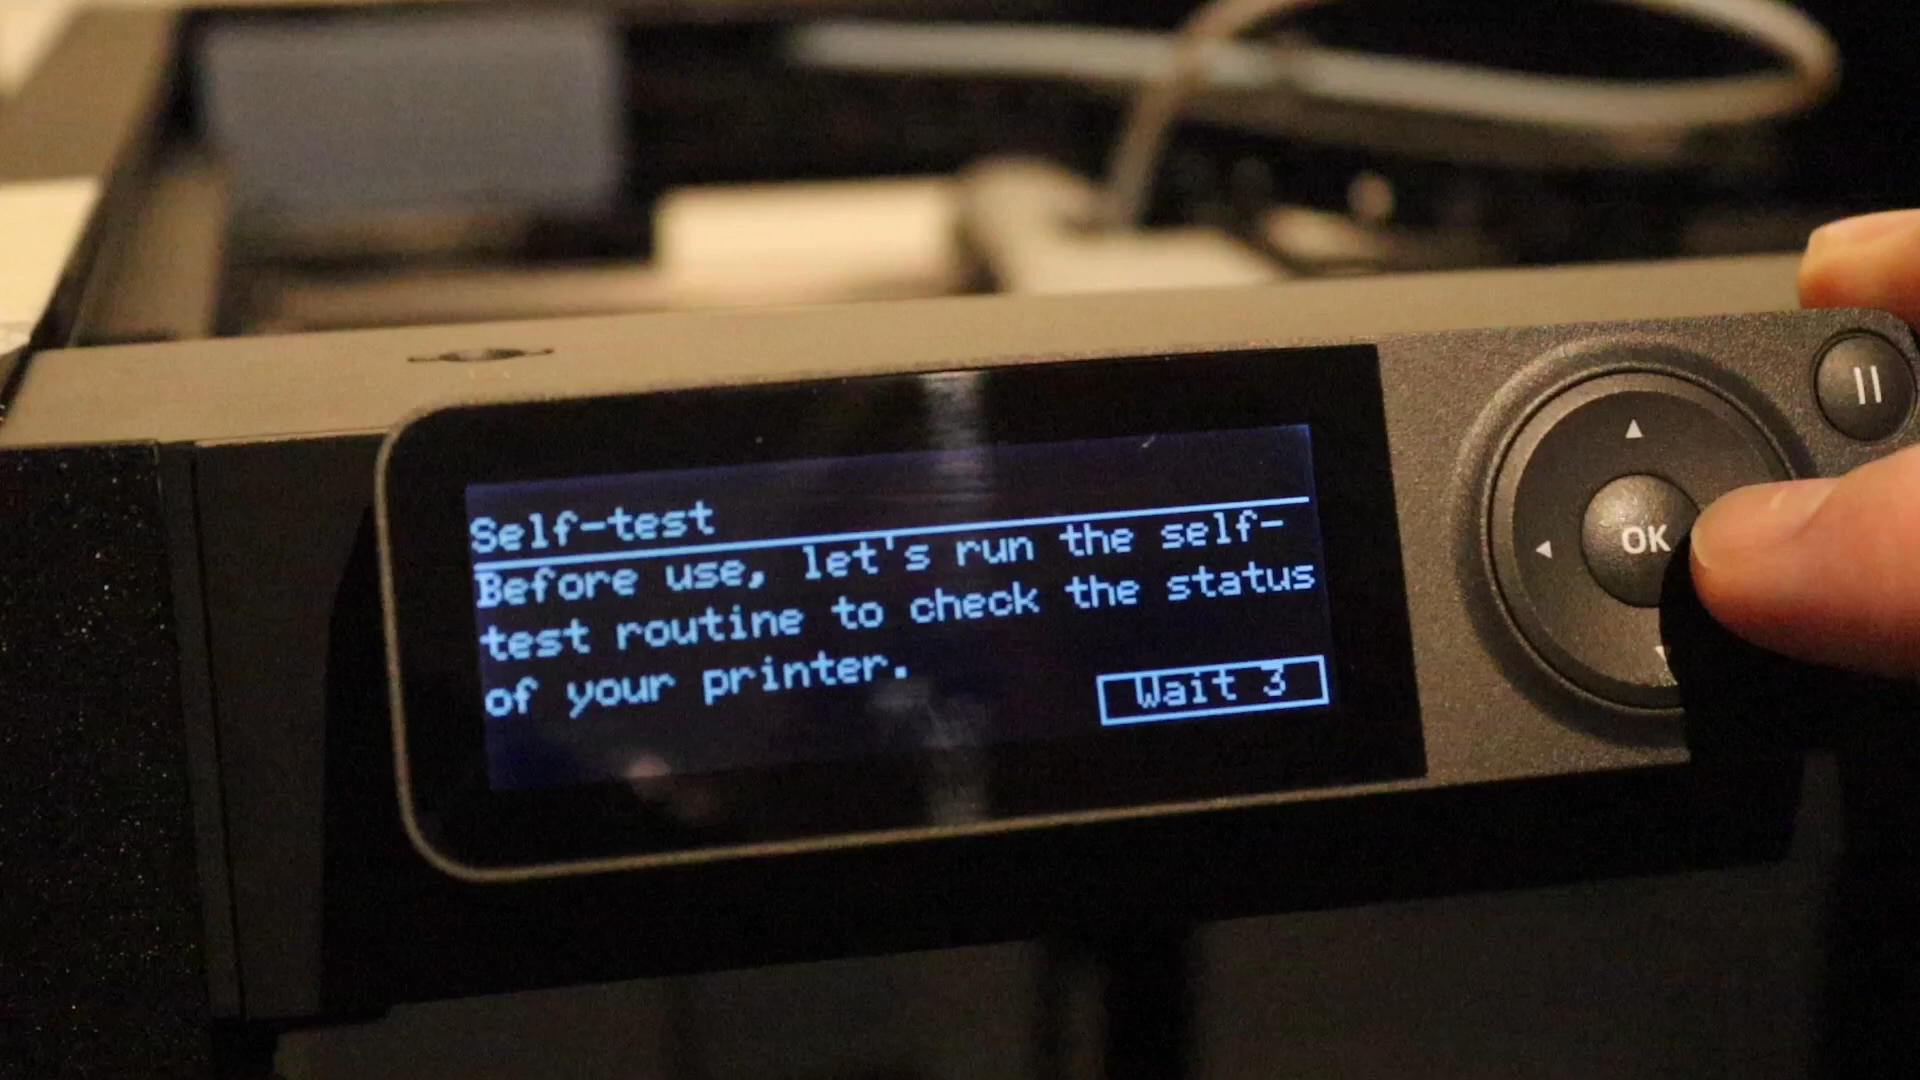 Self-test
Before use, let's run the self-
test routine to check the status
of your printer.
Wait 3
OK